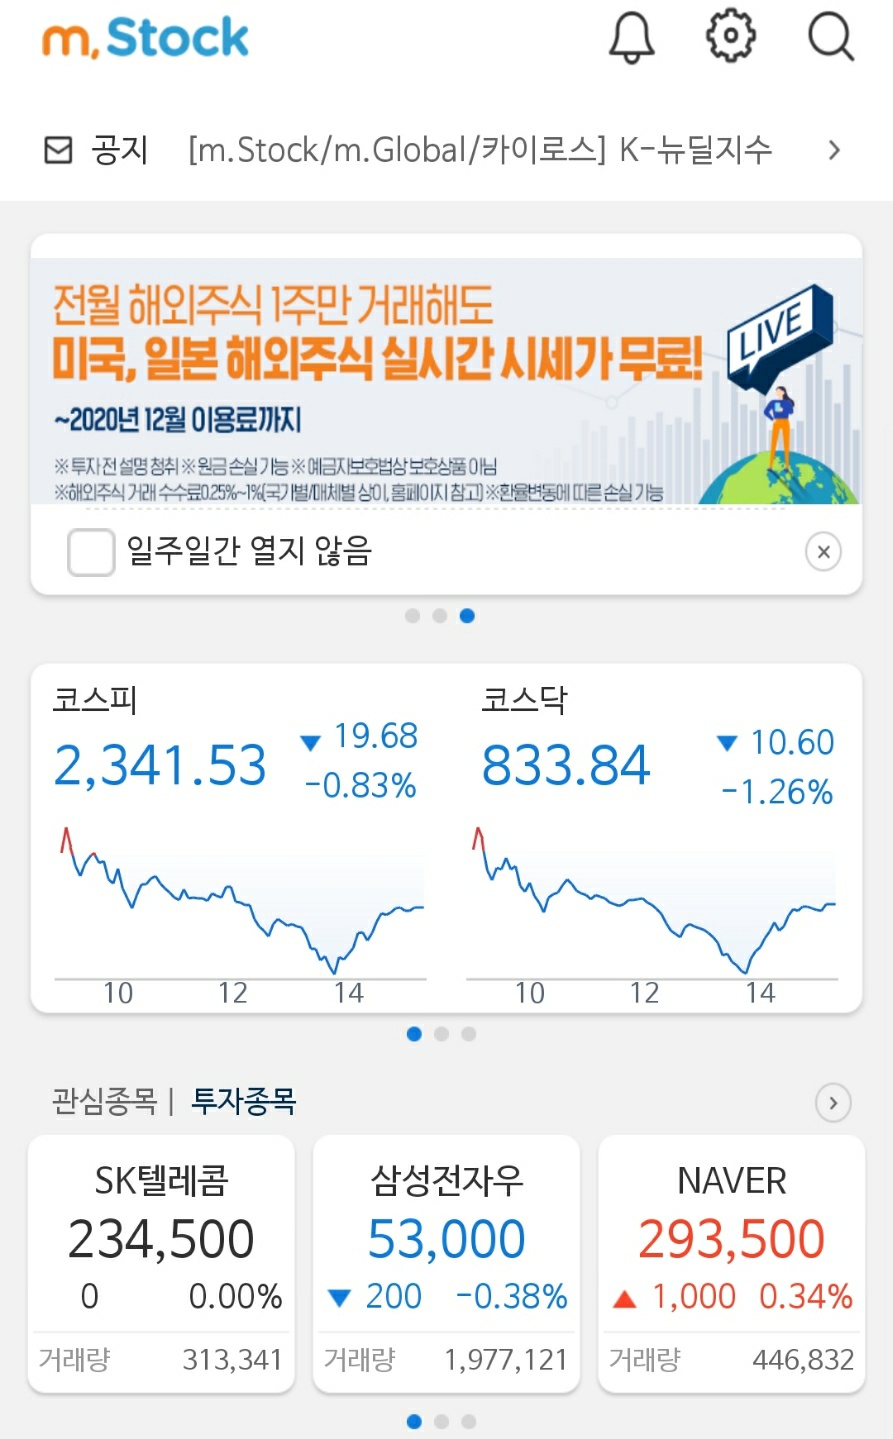 m.Stock
공지 [m.Stock/m.Global/카이로스] K-뉴딜지수
전월 해외주식 1주만 거래해도
미국, 일본 해외주식 실시간 시세가 무료!
LIVE
~2020년 12월 이용료까지
※ 투자 전 설명 청취 ※ 원금 손실 가능 ※ 예금자보호법상 보호상품 아님
※해외주식 거래 수수료0.25%~1%(국가별/매체별 상이, 홈페이지 참고) ※환율변동에 따른 손실 가능
일주일간 열지 않음
코스피 코스닥
2,341.53 ▼ 19.68 833.84 ▼ 10.60
-0.83% -1.26%
10 12 14 10 12 14
관심종목 | 투자종목
SK텔레콤 삼성전자우 NAVER
234,500 53,000 293,500
0 0.00% ▼ 200 -0.38% ▲ 1,000 0.34%
거래량 313,341 거래량 1,977,121 거래량 446,832